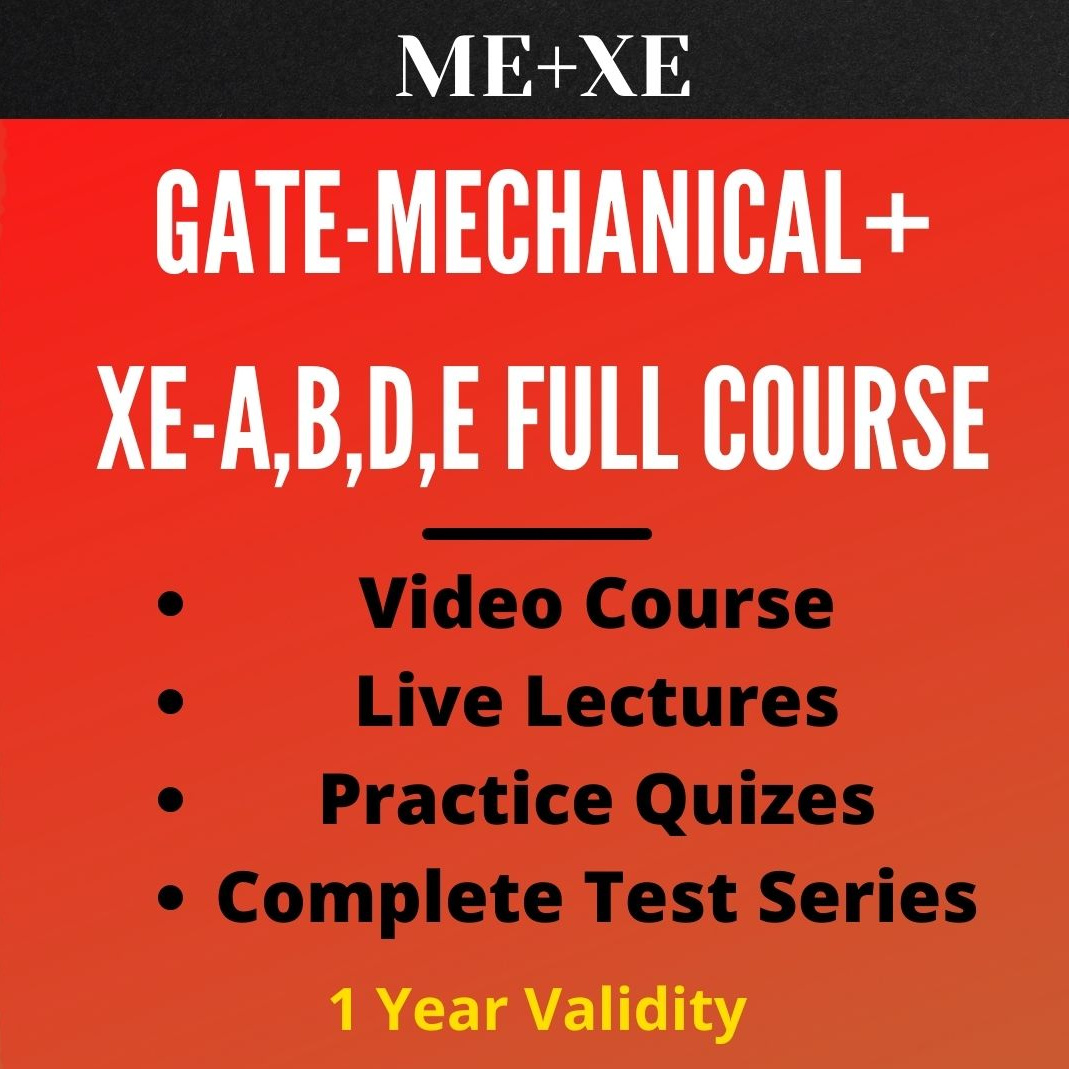 ME+XE
GATE-MECHANICAL+
XE-A,B,D,E FULL COURSE
• Video Course
• Live Lectures
• Practice Quizes
• Complete Test Series
1 Year Validity